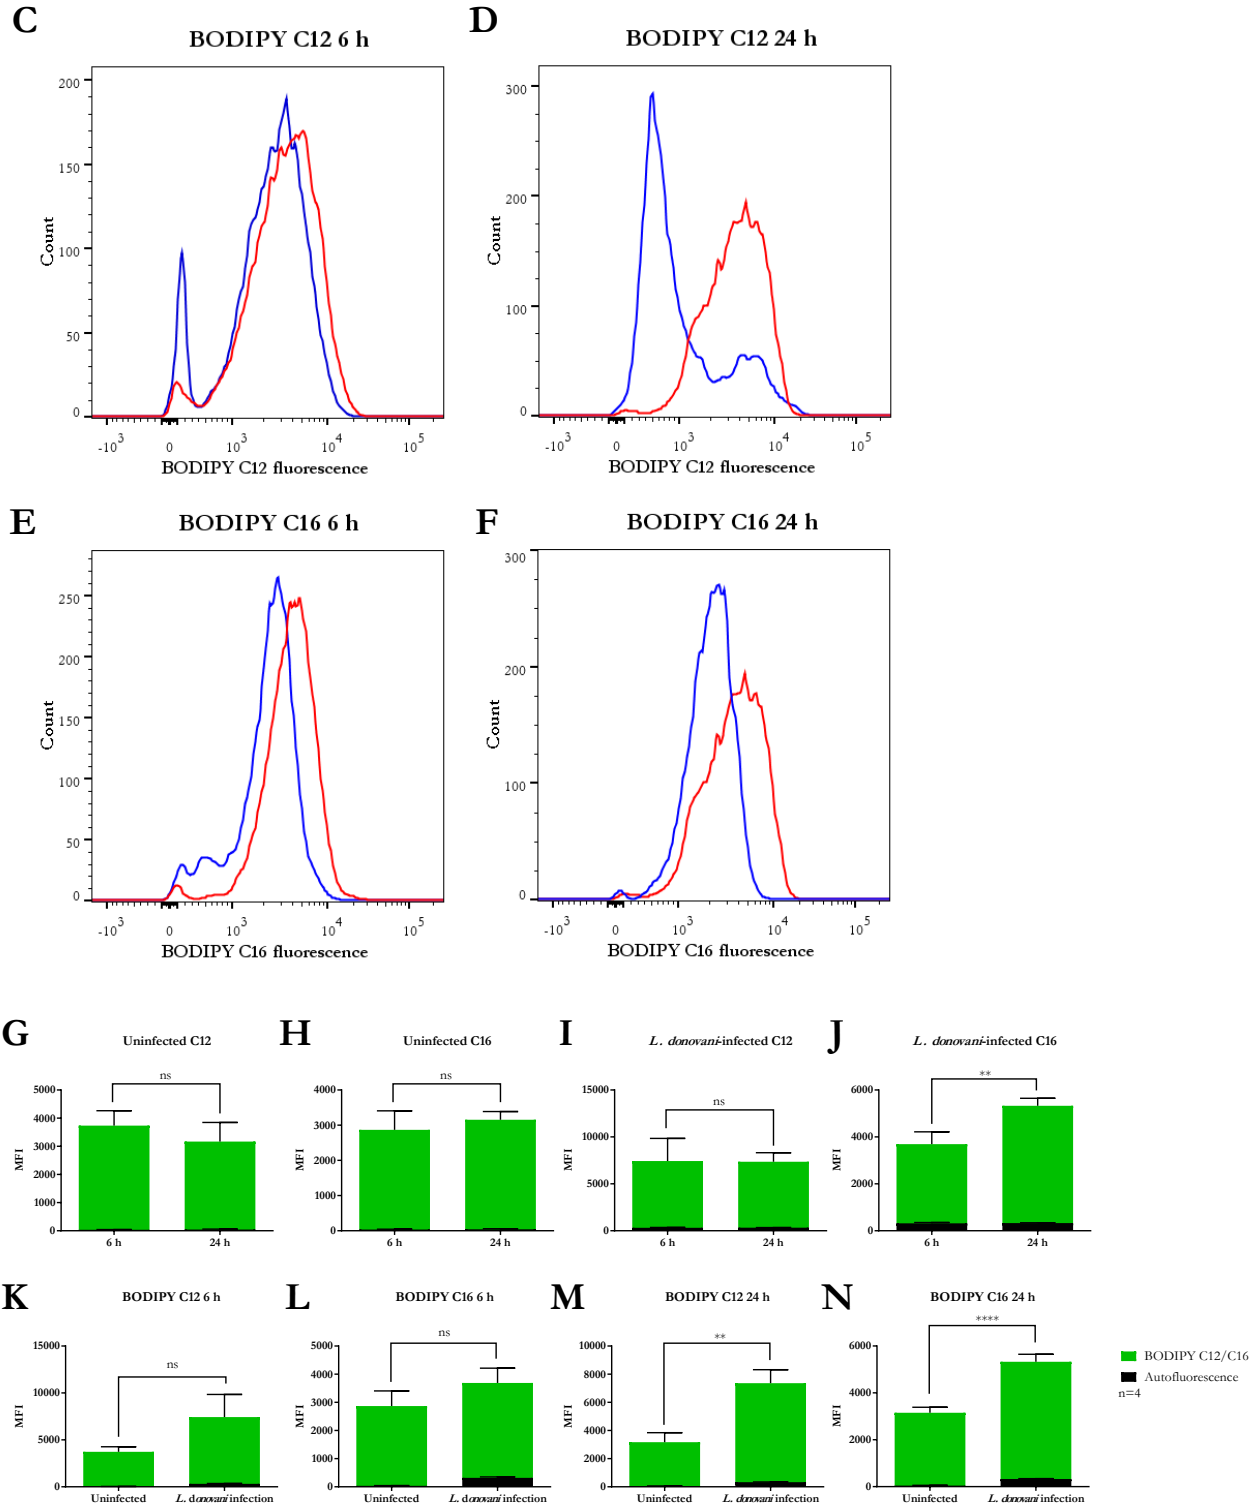 C
D
BODIPY C12 6 h
BODIPY C12 24 h
200
150
100
50
0
Count
-10 3
0
10 3
10 4
10 5
BODIPY C12 fluorescence
300
200
100
0
Count
-10 3
0
10 3
10 4
10 5
BODIPY C12 fluorescence
E
F
BODIPY C16 6 h
BODIPY C16 24 h
250
200
150
100
50
0
Count
-10 3
0
10 3
10 4
10 5
BODIPY C16 fluorescence
300
200
100
0
Count
-10 3
0
10 3
10 4
10 5
BODIPY C16 fluorescence
G
Uninfected C12
ns
5000
4000
3000
2000
1000
0
MFI
6 h
24 h
H
Uninfected C16
ns
4000
3000
2000
1000
0
MFI
6 h
24 h
I
L. donovani-infected C12
ns
15000
10000
5000
0
MFI
6 h
24 h
J
L. donovani-infected C16
**
6000
4000
2000
0
MFI
6 h
24 h
K
BODIPY C12 6 h
ns
15000
10000
5000
0
MFI
Uninfected
L. donovani infection
L
BODIPY C16 6 h
ns
5000
4000
3000
2000
1000
0
MFI
Uninfected
L. donovani infection
M
BODIPY C12 24 h
**
10000
8000
6000
4000
2000
0
MFI
Uninfected
L. donovani infection
N
BODIPY C16 24 h
****
6000
4000
2000
0
MFI
Uninfected
L. donovani infection
BODIPY C12/C16
Autofluorescence
n=4